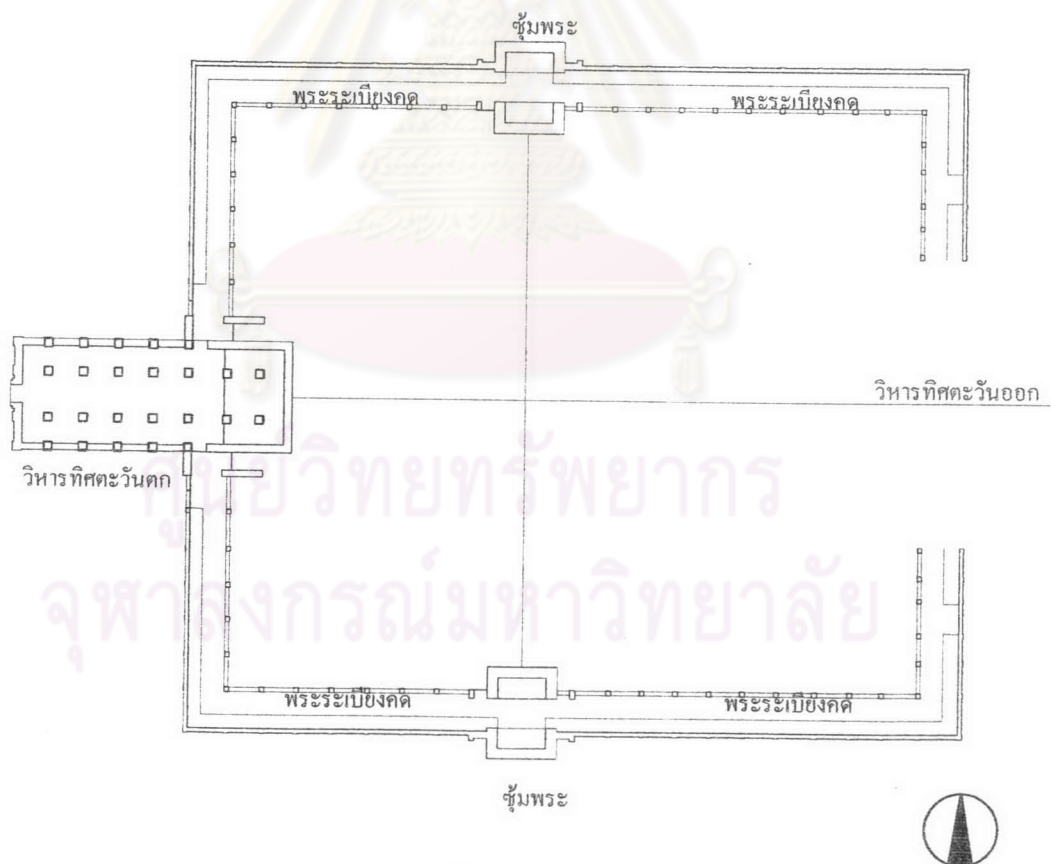 ซุ้มพระ
พระระเบียงคด
พระระเบียงคด
วิหารทิศตะวันออก
วิหารทิศตะวันตก
ศูนย์วิทยทรัพยากร
จุฬาลงกรณ์มหาวิทยาลัย
พระระเบียงคด
พระระเบียงคด
ซุ้มพระ